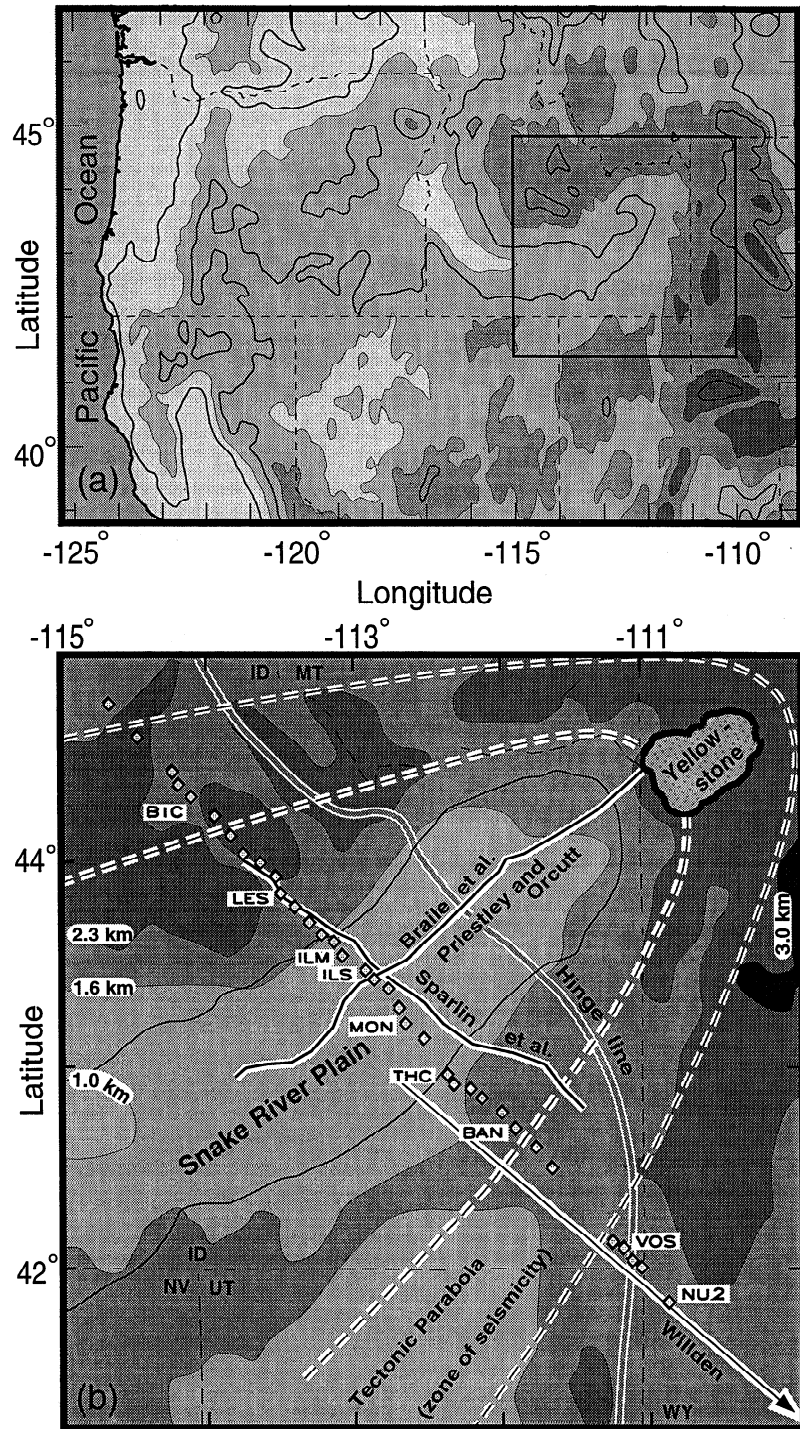 45°
Pacific Ocean
Latitude
40°
(a)
-125° -120° -115° -110°
Longitude
-115° -113° -111°
ID MT
Yellow-
stone
BIC
44°
LES
Braile et al.
Priestley and
Orcutt
2.3 km
3.0 km
ILM
ILS
1.6 km
Sparlin et al.
Hinge line
MON
Latitude
1.0 km
THC
Snake River Plain
BAN
VOS
42°
ID
NV UT
NU2
Tectonic Parabola
(zone of seismicity)
Willden
(b)
WY